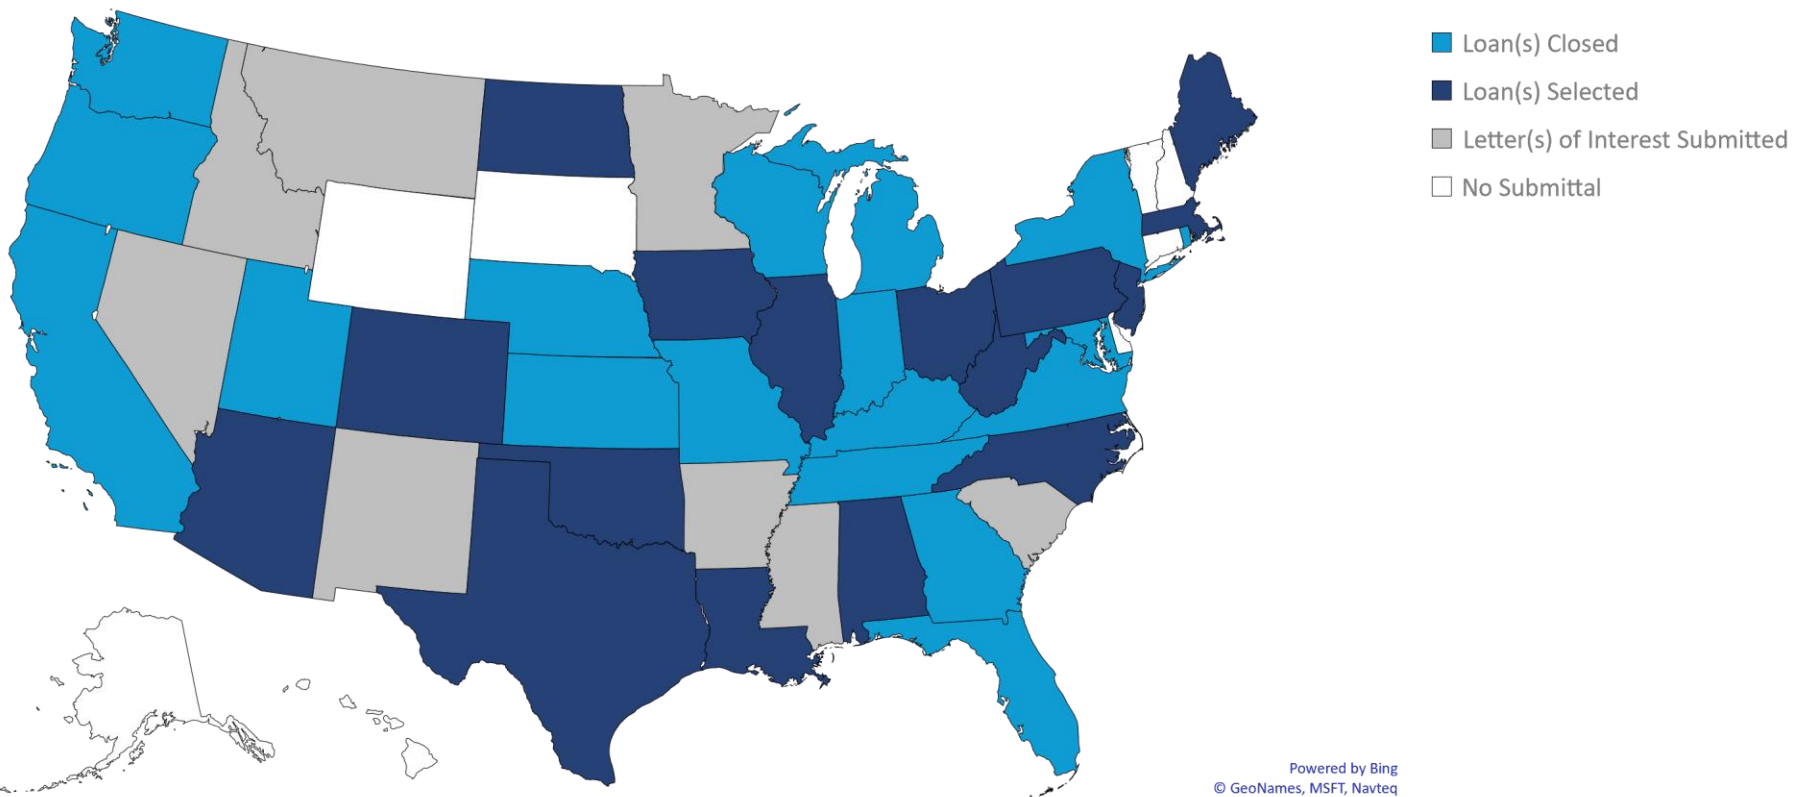 Loan(s) Closed
Loan(s) Selected
Letter(s) of Interest Submitted
No Submittal
Powered by Bing
© GeoNames, MSFT, Navteq